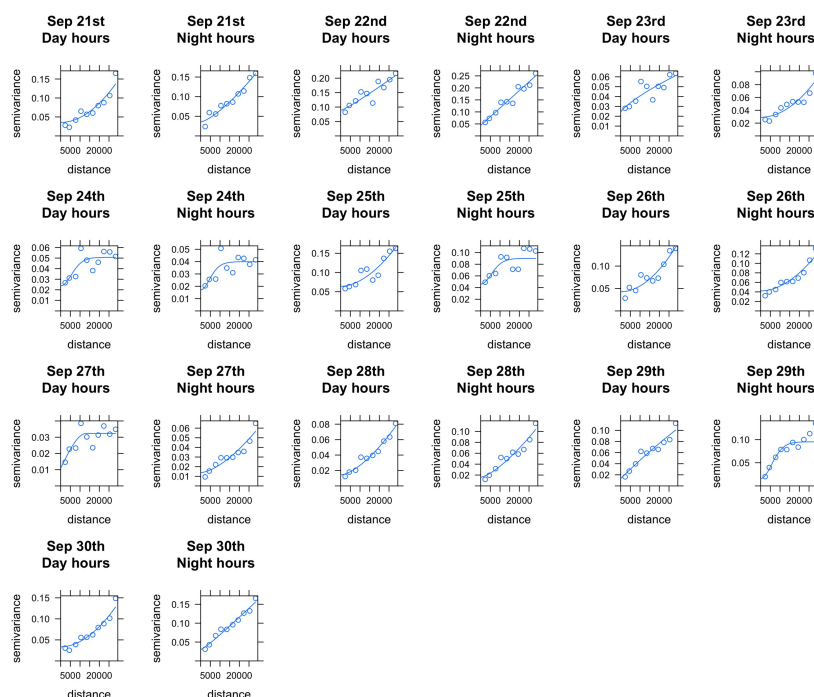 Sep 21st Sep 21st Sep 22nd Sep 22nd Sep 23rd Sep 23rd
Day hours Night hours Day hours Night hours Day hours Night hours
semivariance 0.15 0.05 semivariance 0.15 0.10 0.05 semivariance 0.20 0.15 0.10 0.05 semivariance 0.25 0.20 0.15 0.10 0.05 semivariance 0.06 0.05 0.04 0.03 0.02 0.01 semivariance 0.08 0.06 0.04 0.02
5000 20000 5000 20000 5000 20000 5000 20000 5000 20000 5000 20000
distance distance distance distance distance distance
Sep 24th Sep 24th Sep 25th Sep 25th Sep 26th Sep 26th
Day hours Night hours Day hours Night hours Day hours Night hours
semivariance 0.06 0.05 0.04 0.03 0.02 0.01 semivariance 0.05 0.04 0.03 0.02 0.01 semivariance 0.15 0.10 0.05 semivariance 0.10 0.08 0.06 0.04 0.02 semivariance 0.10 0.05 semivariance 0.12 0.10 0.08 0.06 0.04 0.02
5000 20000 5000 20000 5000 20000 5000 20000 5000 20000 5000 20000
distance distance distance distance distance distance
Sep 27th Sep 27th Sep 28th Sep 28th Sep 29th Sep 29th
Day hours Night hours Day hours Night hours Day hours Night hours
semivariance 0.03 0.02 0.01 semivariance 0.06 0.05 0.04 0.03 0.02 0.01 semivariance 0.08 0.06 0.04 0.02 semivariance 0.10 0.08 0.06 0.04 0.02 semivariance 0.10 0.08 0.06 0.04 0.02 semivariance 0.10 0.05
5000 20000 5000 20000 5000 20000 5000 20000 5000 20000 5000 20000
distance distance distance distance distance distance
Sep 30th Sep 30th
Day hours Night hours
semivariance 0.15 0.10 0.05 semivariance 0.15 0.10 0.05
5000 20000 5000 20000
distance distance